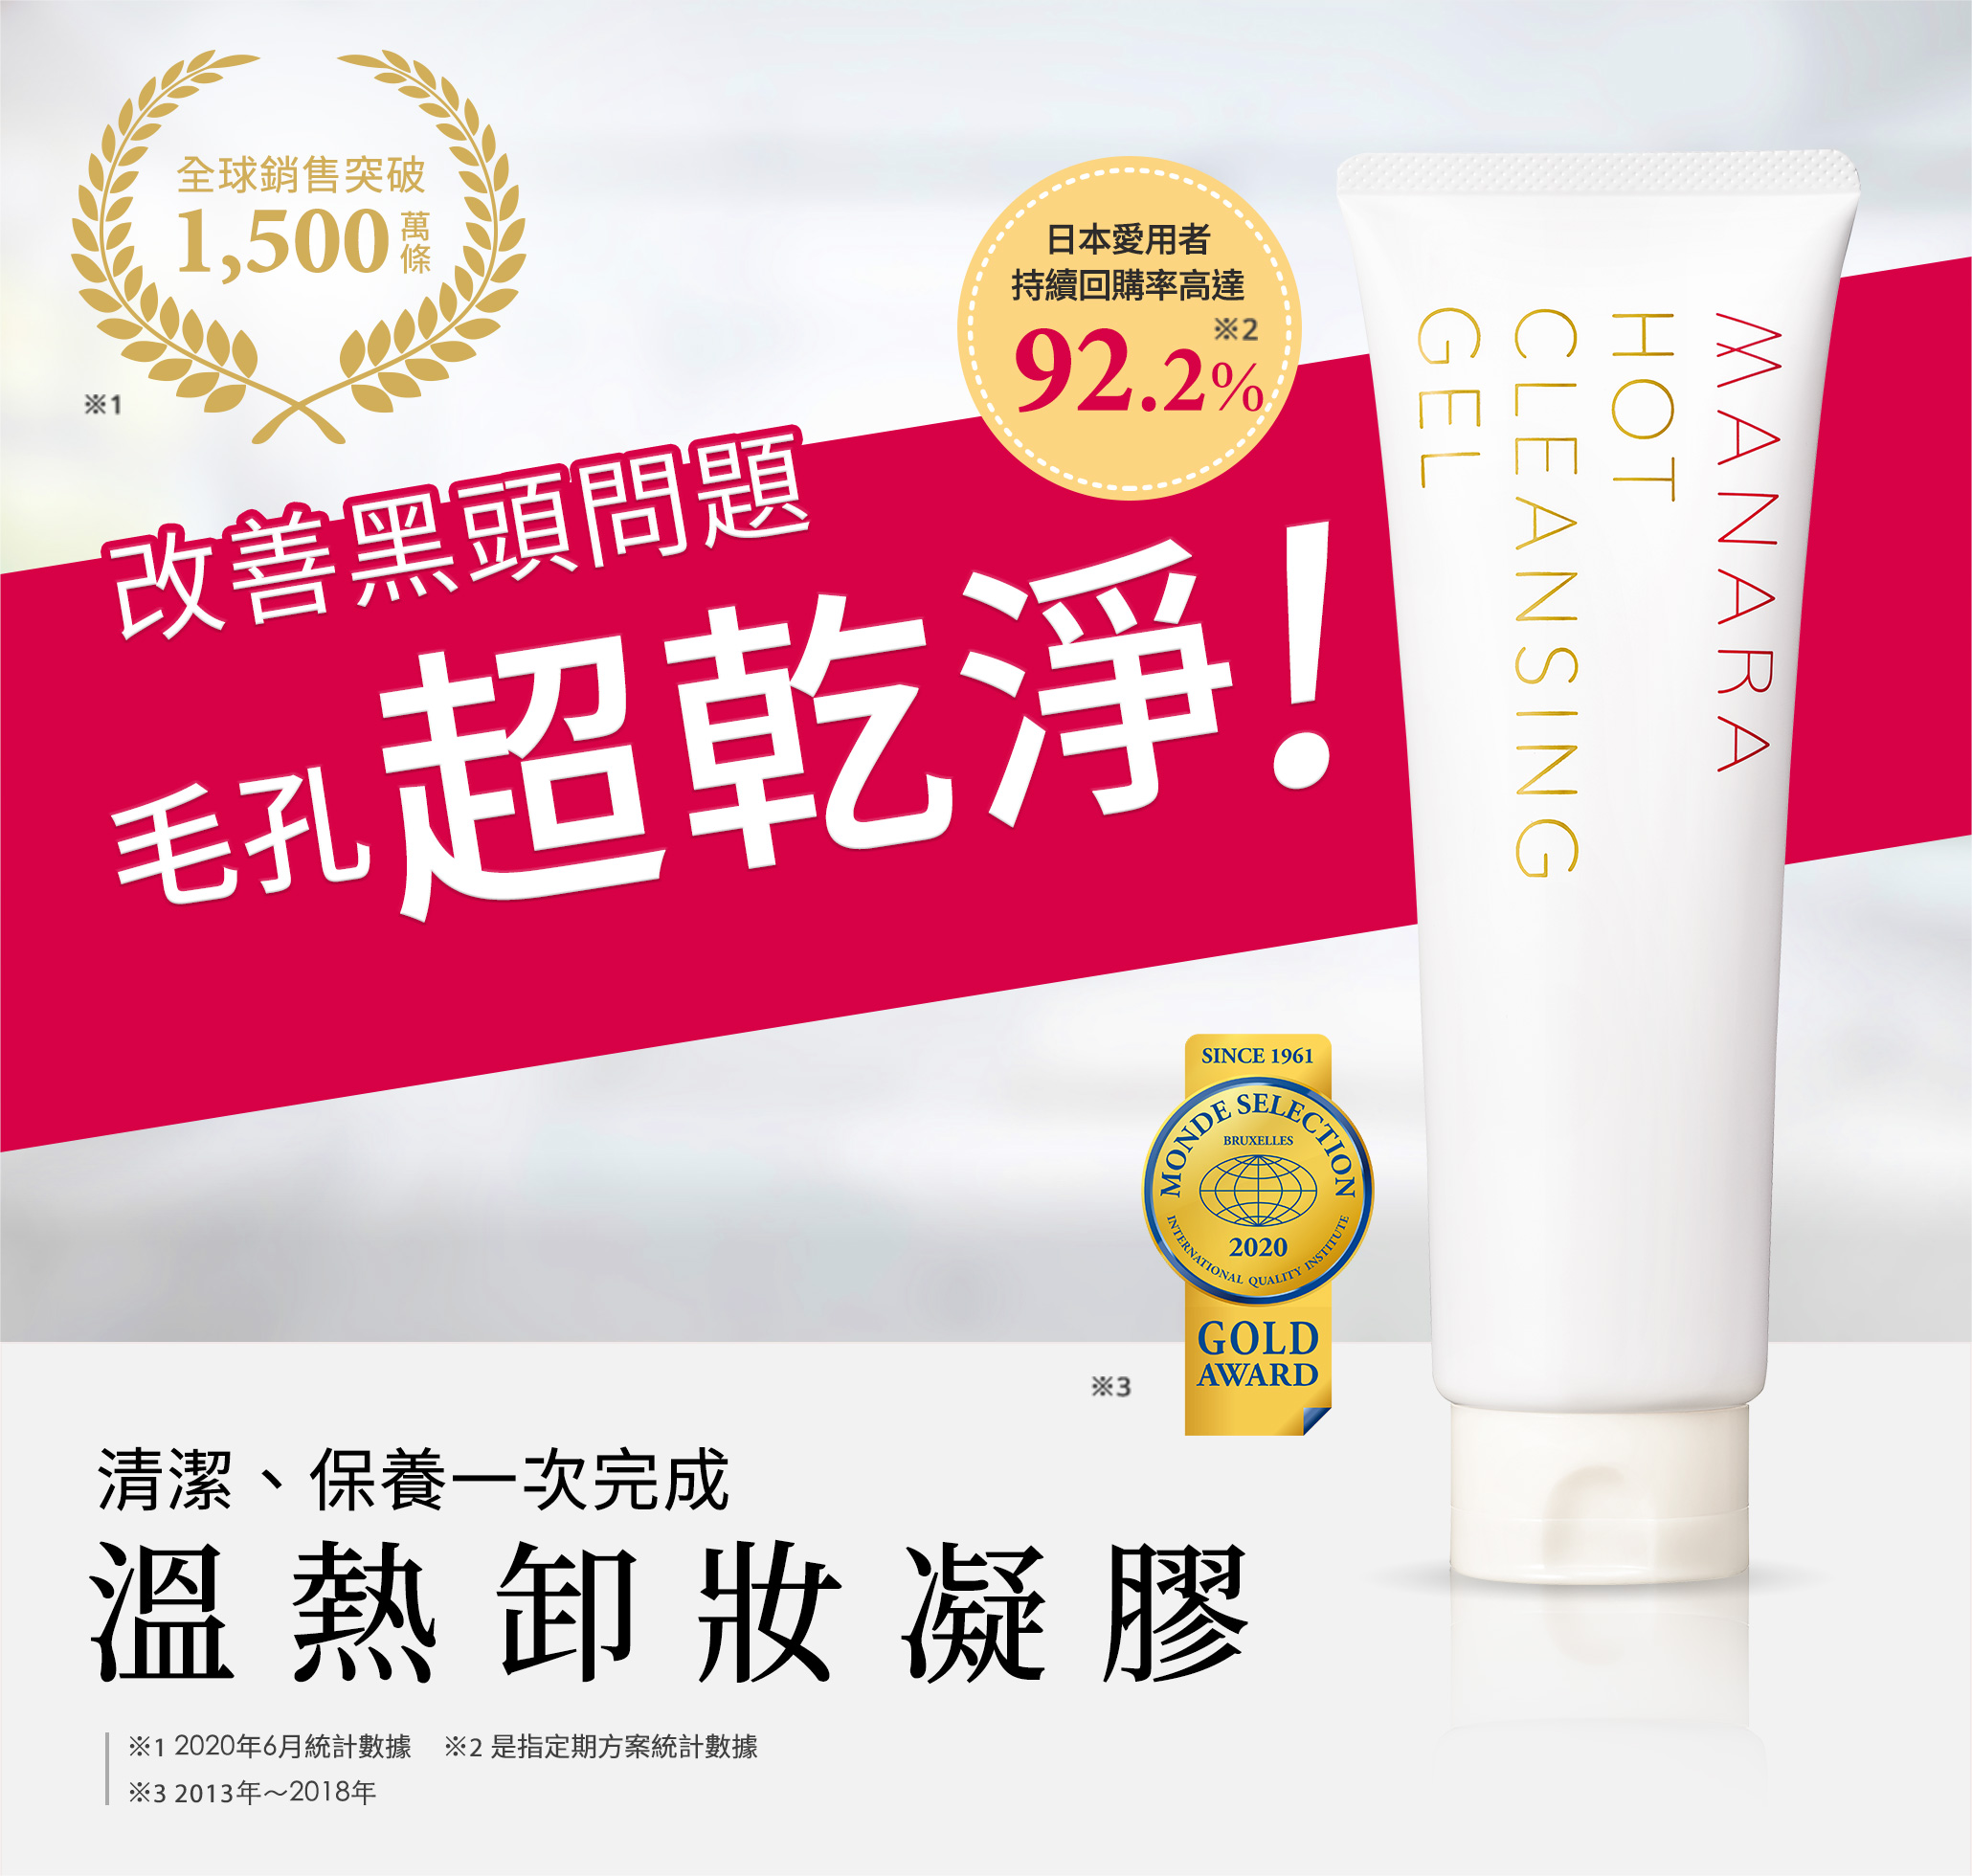 全球銷售突破
1,500萬條
※1
日本愛用者
持續回購率高達
※2
92.2%
改善黑頭問題
毛孔超乾淨!
MANARA
HOT
CLEANSING
GEL
SINCE 1961
MONDE SELECTION
BRUXELLES
2020
INTERNATIONAL QUALITY INSTITUTE
GOLD
AWARD
※3
清潔、保養一次完成
溫熱卸妝凝膠
※1 2020年6月統計數據 ※2 是指定期方案統計數據
※3 2013年～2018年